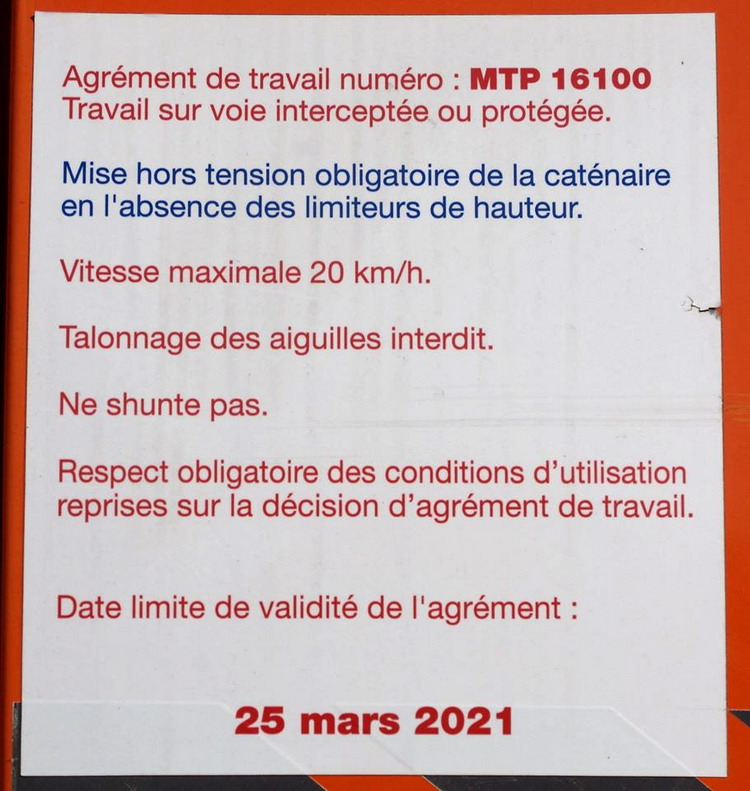 Agrément de travail numéro : MTP 16100
Travail sur voie interceptée ou protégée.
Mise hors tension obligatoire de la caténaire
en l'absence des limiteurs de hauteur.
Vitesse maximale 20 km/h.
Talonnage des aiguilles interdit.
Ne shunte pas.
Respect obligatoire des conditions d’utilisation
reprises sur la décision d’agrément de travail.
Date limite de validité de l'agrément :
25 mars 2021